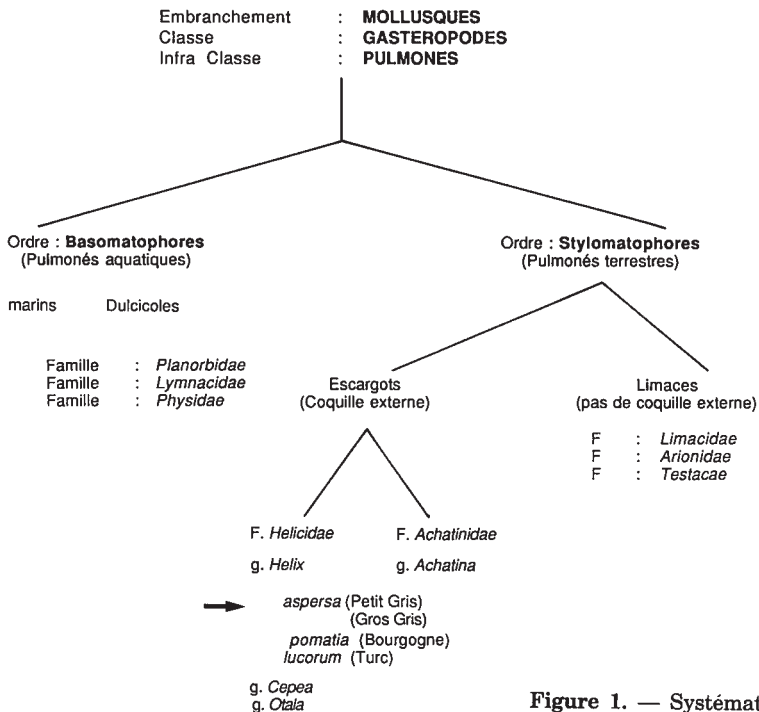 Embranchement : MOLLUSQUES
Classe : GASTEROPODES
Infra Classe : PULMONES
Ordre : Basomatophores
(Pulmonés aquatiques)
Ordre : Stylomatophores
(Pulmonés terrestres)
marins Dulcicoles
Famille : Planorbidae
Famille : Lymnacidae
Famille : Physidae
Escargots
(Coquille externe)
Limaces
(pas de coquille externe)
F : Limacidae
F : Arionidae
F : Testacae
F. Helicidae F. Achatinidae
g. Helix g. Achatina
aspersa (Petit Gris)
(Gros Gris)
pomatia (Bourgogne)
lucorum (Turc)
g. Cepea
g. Otala
Figure 1. — Systémat